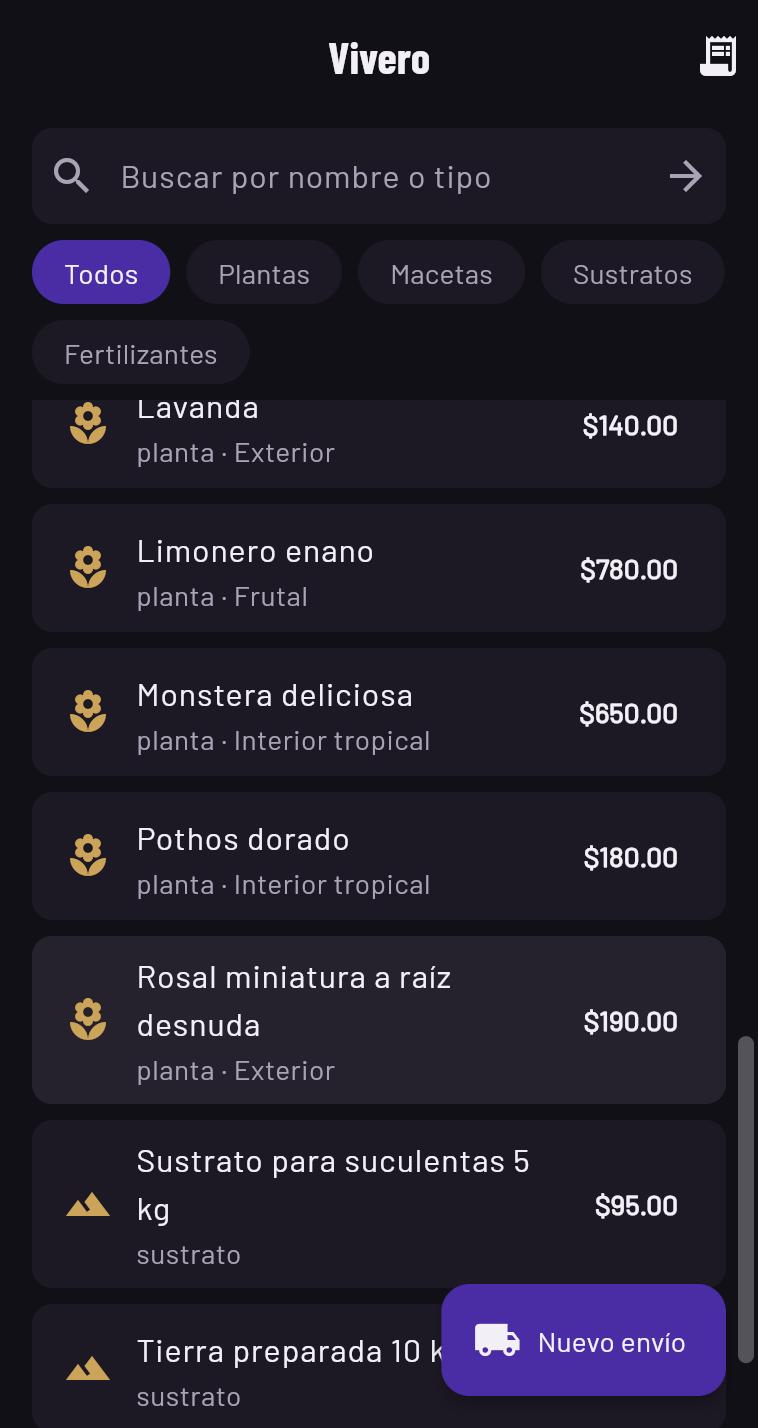 Vivero
Buscar por nombre o tipo
Todos
Plantas
Macetas
Sustratos
Fertilizantes
Lavanda
planta · Exterior
$140.00
Limonero enano
planta · Frutal
$780.00
Monstera deliciosa
planta · Interior tropical
$650.00
Pothos dorado
planta · Interior tropical
$180.00
Rosal miniatura a raíz
desnuda
planta · Exterior
$190.00
Sustrato para suculentas 5
kg
sustrato
$95.00
Tierra preparada 10
sustrato
Nuevo envío